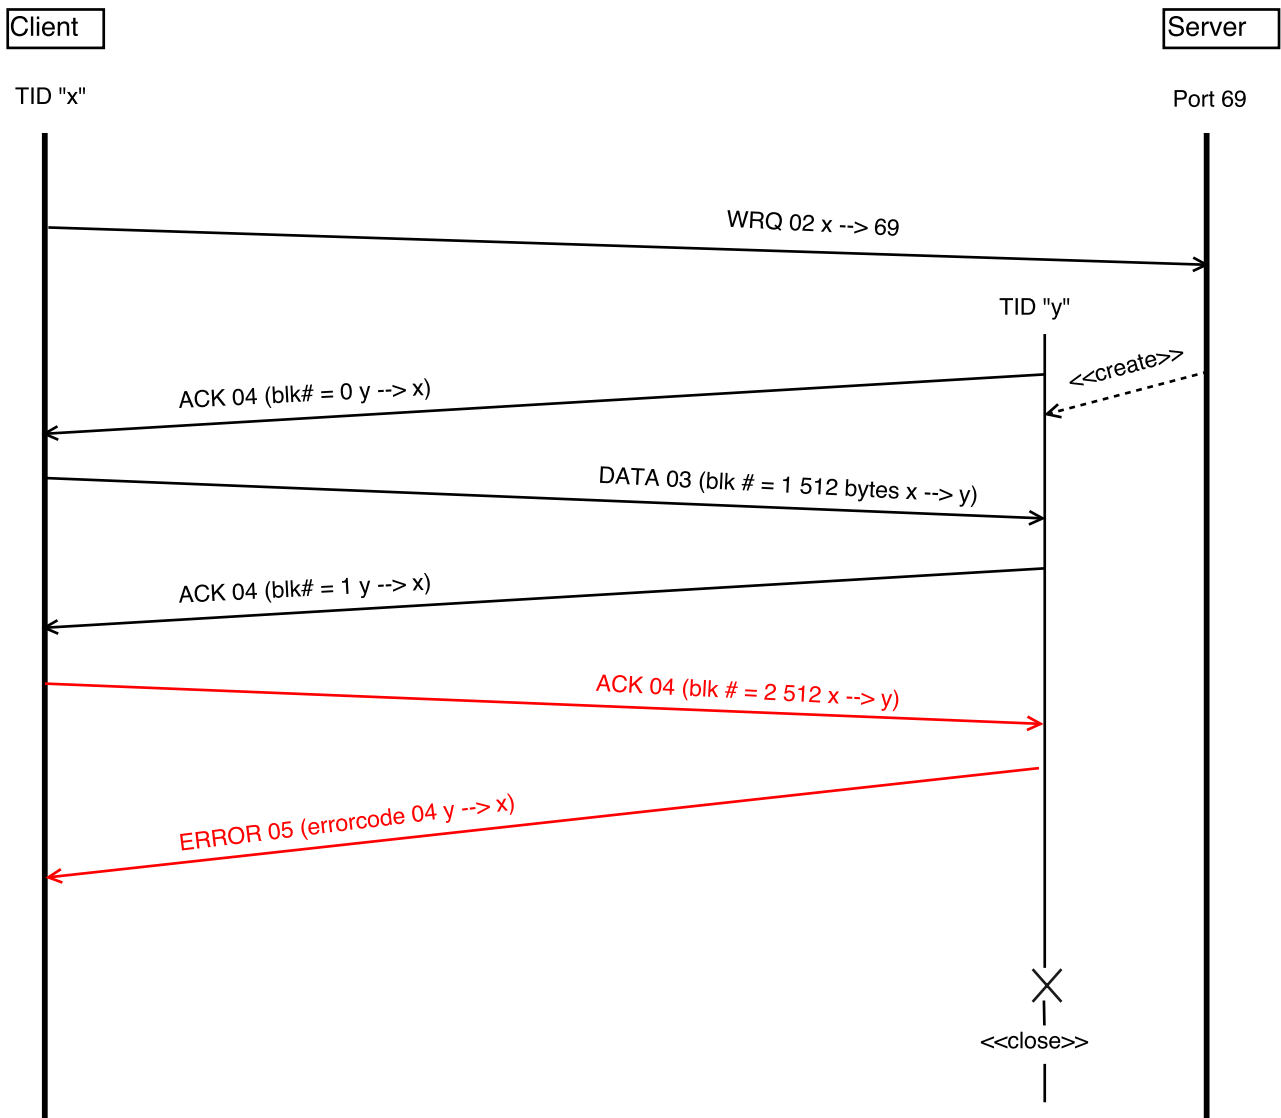 Client
Server
TID "x"
Port 69
WRQ 02 x --> 69
TID "y"
<<create>>
ACK 04 (blk# = 0 y --> x)
DATA 03 (blk # = 1 512 bytes x --> y)
ACK 04 (blk# = 1 y --> x)
ACK 04 (blk # = 2 512 x --> y)
ERROR 05 (errorcode 04 y --> x)
<<close>>